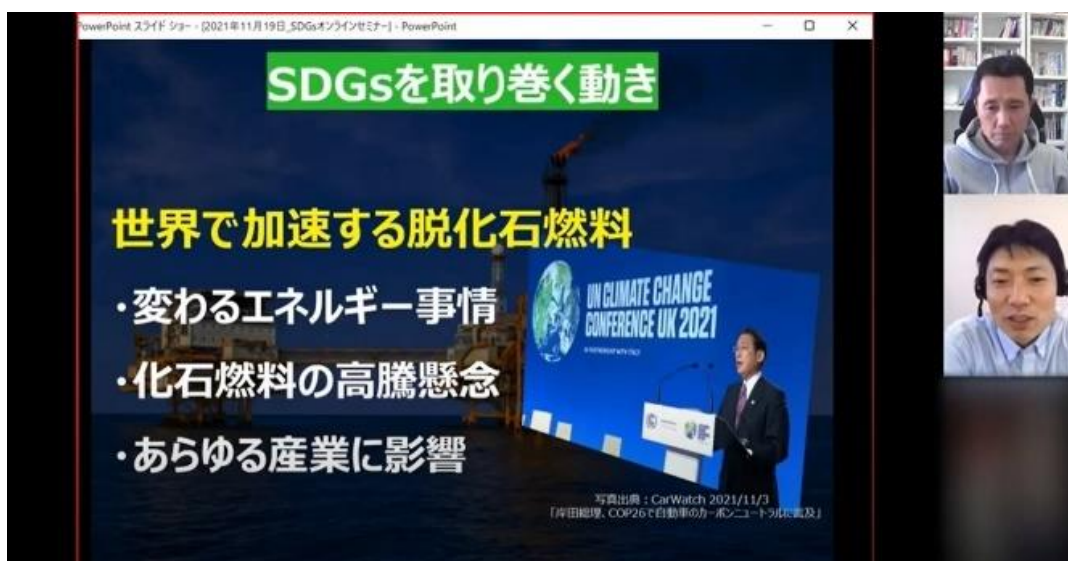 PowerPoint スライド ショー - [2021年11月19日_SDGsオンラインセミナー] - PowerPoint
SDGsを取り巻く動き
世界で加速する脱化石燃料
・変わるエネルギー事情
・化石燃料の高騰懸念
・あらゆる産業に影響
UN CLIMATE CHANGE
CONFERENCE UK 2021
IN PARTNERSHIP WITH ITALY
写真出典：CarWatch 2021/11/3
「岸田総理、COP26で自動車のカーボンニュートラルに言及」